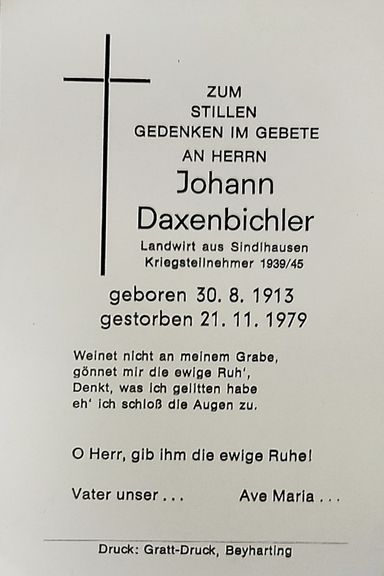 ZUM
STILLEN
GEDENKEN IM GEBETE
AN HERRN
Johann
Daxenbichler
Landwirt aus Sindlhausen
Kriegsteilnehmer 1939/45
geboren 30. 8. 1913
gestorben 21. 11. 1979
Weinet nicht an meinem Grabe,
gönnet mir die ewige Ruh',
Denkt, was ich gelitten habe
eh' ich schloß die Augen zu.
O Herr, gib ihm die ewige Ruhe!
Vater unser . . . Ave Maria . . .
Druck: Gratt-Druck, Beyharting